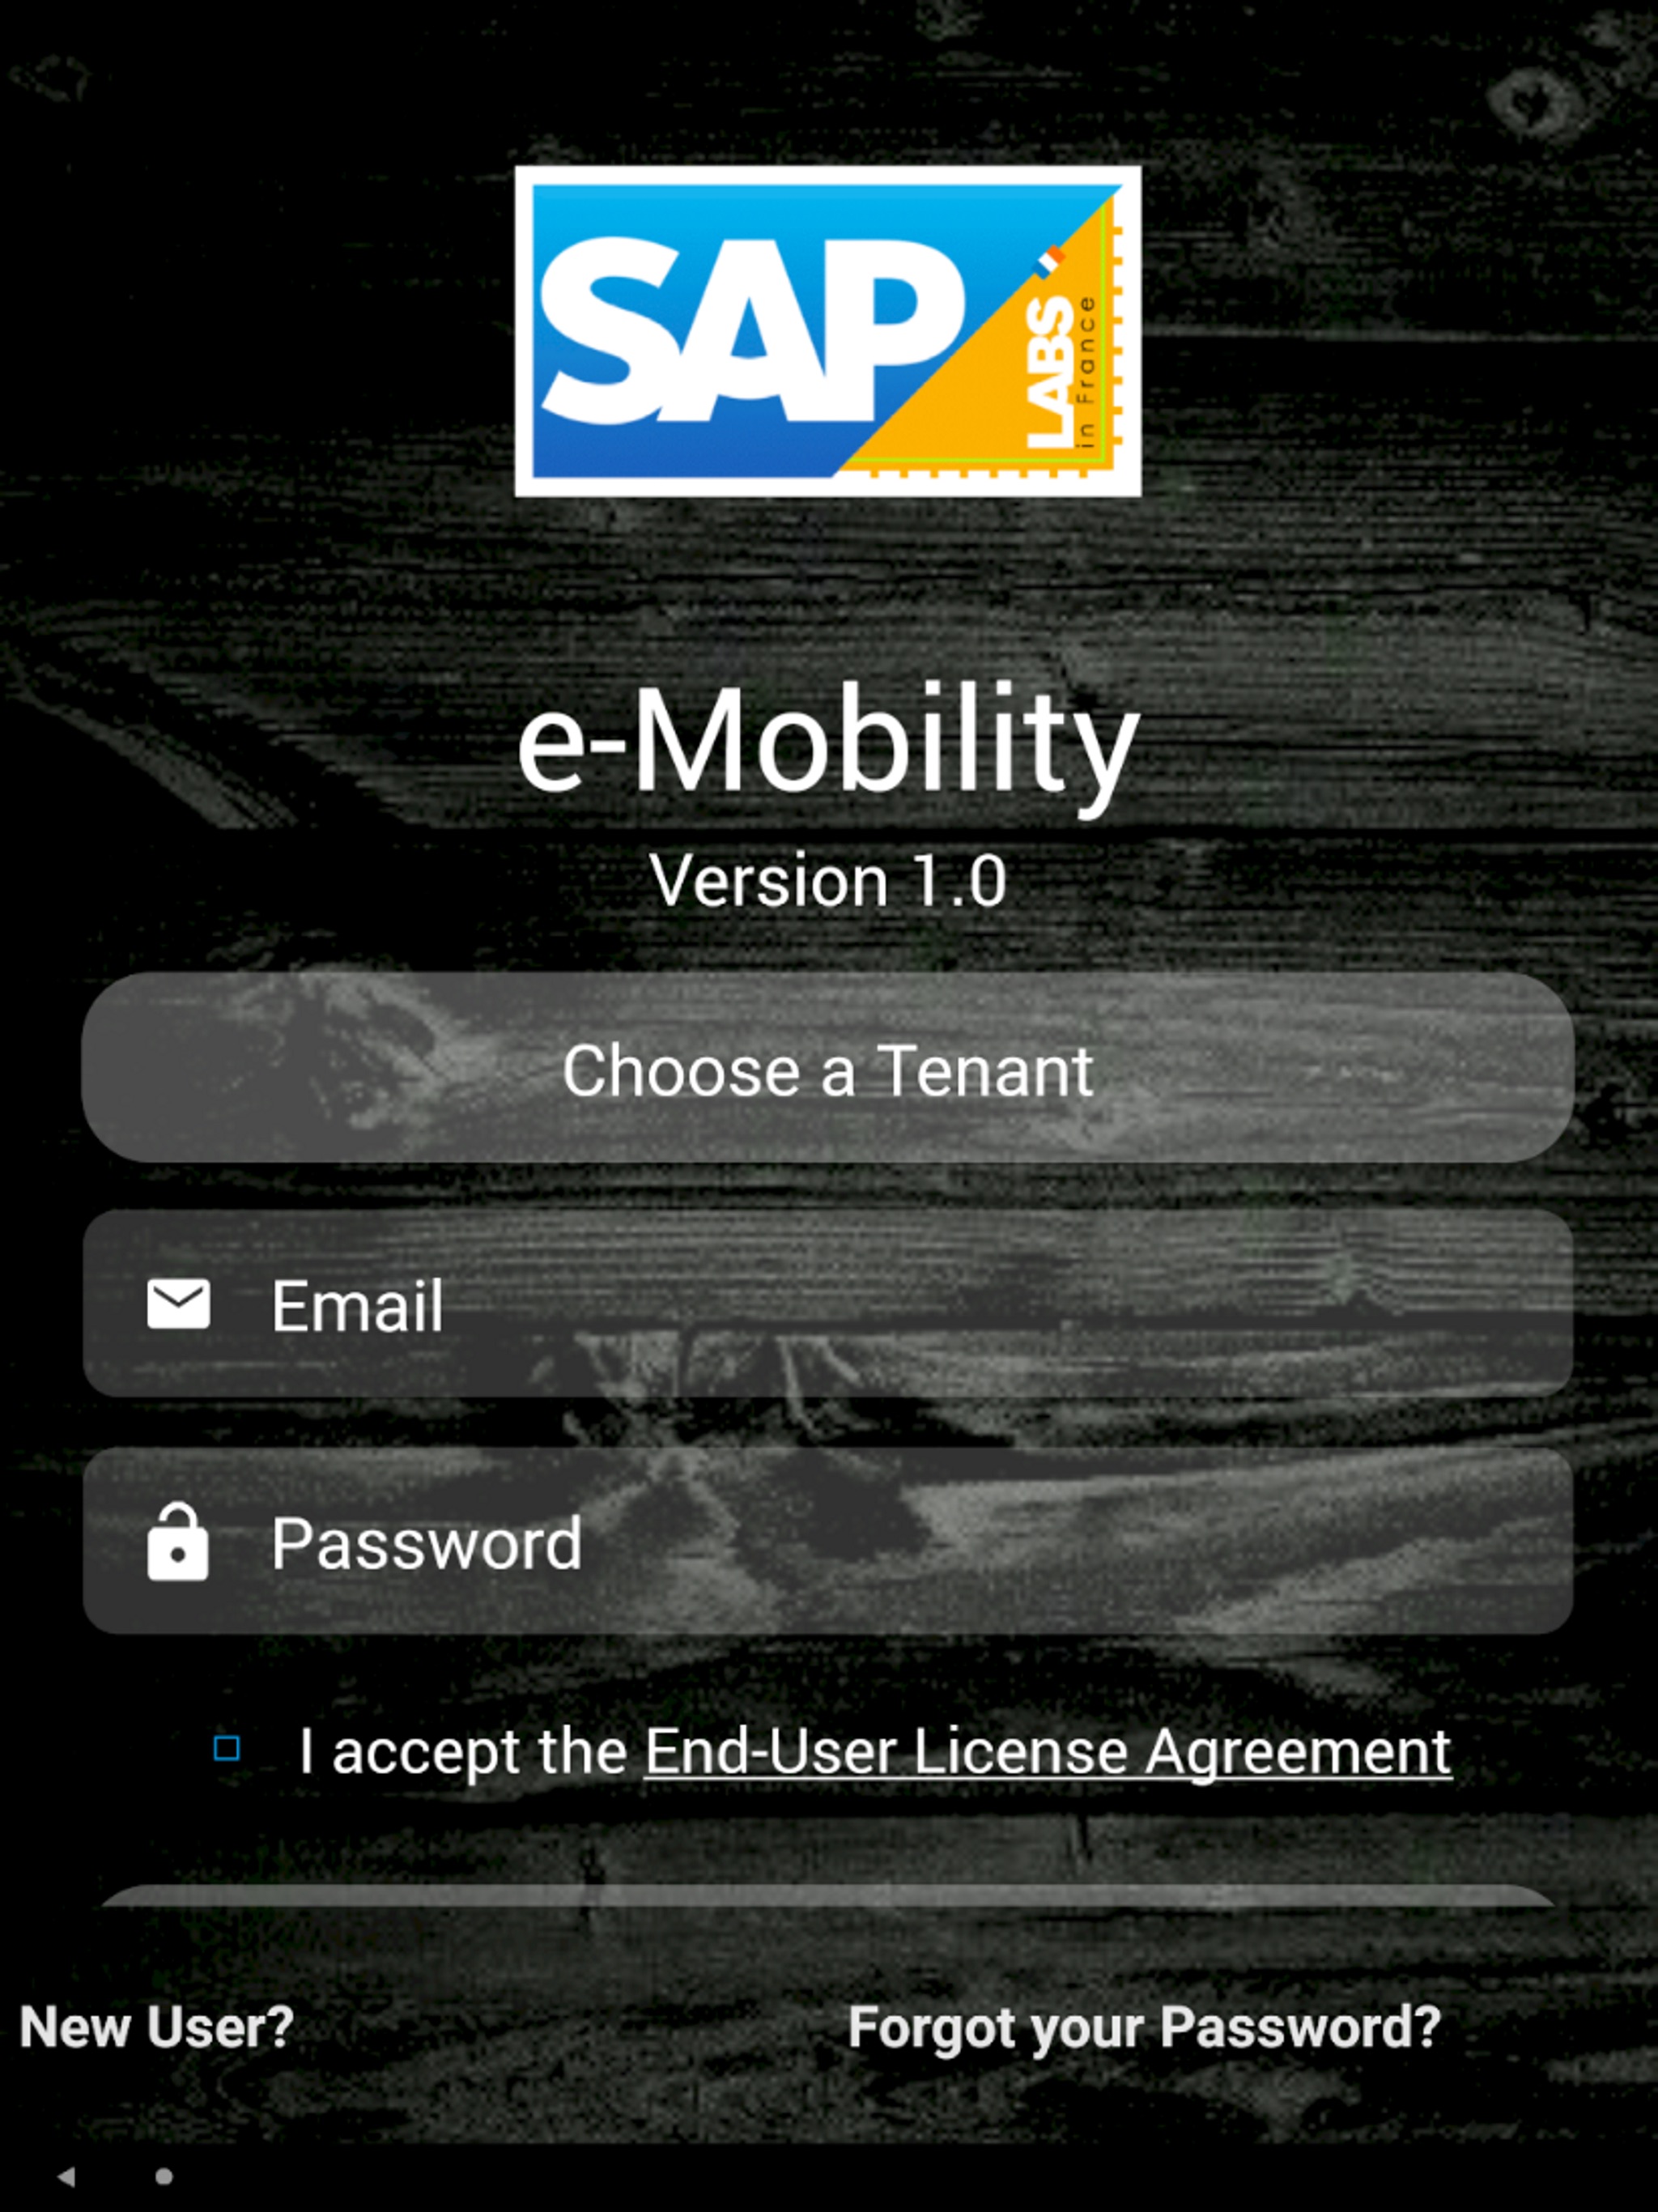 SAP
LABS
in France
e-Mobility
Version 1.0
Choose a Tenant
Email
Password
I accept the End-User License Agreement
New User?
Forgot your Password?